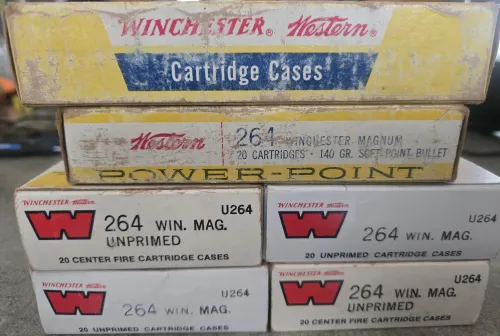 WINCHESTER® Western®
Cartridge Cases
Western 264 WINCHESTER MAGNUM
20 CARTRIDGES - 140 GR. SOFT POINT BULLET
POWER-POINT
WINCHESTER-Western U264
W 264 WIN. MAG.
UNPRIMED
20 CENTER FIRE CARTRIDGE CASES
WINCHESTER-Western U264
W 264 WIN. MAG.
20 UNPRIMED CARTRIDGE CASES
WINCHESTER-Western U264
W 264 WIN. MAG.
20 UNPRIMED CARTRIDGE CASES
WINCHESTER-Western U264
W 264 WIN. MAG.
UNPRIMED
20 CENTER FIRE CARTRIDGE CASES